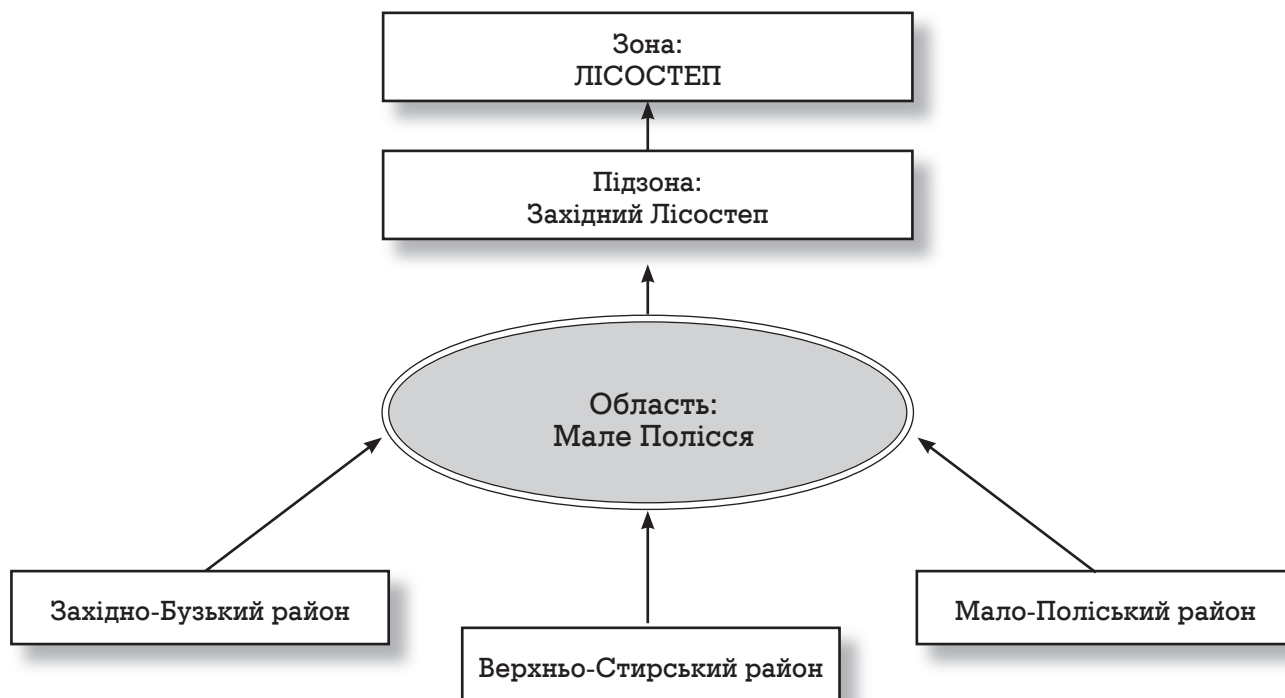 Зона:
ЛІСОСТЕП
Підзона:
Західний Лісостеп
Область:
Мале Полісся
Західно-Бузький район
Мало-Поліський район
Верхньо-Стирський район